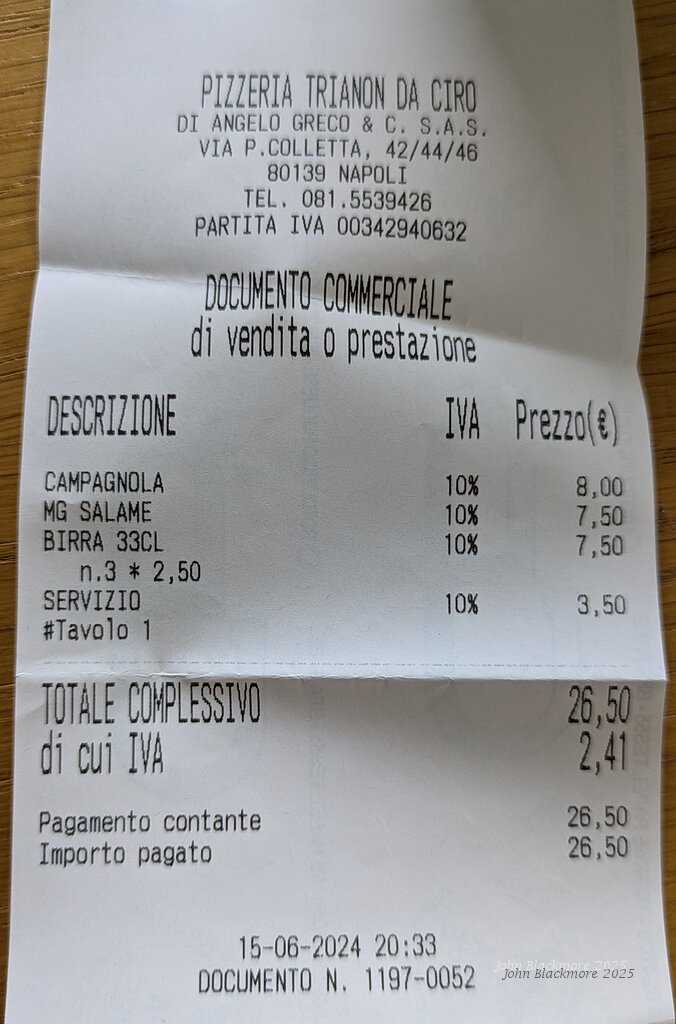 PIZZERIA TRIANON DA CIRO
DI ANGELO GRECO & C. S.A.S.
VIA P.COLLETTA, 42/44/46
80139 NAPOLI
TEL. 081.5539426
PARTITA IVA 00342940632
DOCUMENTO COMMERCIALE
di vendita o prestazione
DESCRIZIONE IVA Prezzo(€)
CAMPAGNOLA 10% 8,00
MG SALAME 10% 7,50
BIRRA 33CL 10% 7,50
n.3 * 2,50
SERVIZIO 10% 3,50
#Tavolo 1
TOTALE COMPLESSIVO 26,50
di cui IVA 2,41
Pagamento contante 26,50
Importo pagato 26,50
15-06-2024 20:33
DOCUMENTO N. 1197-0052
John Blackmore 2025
John Blackmore 2025